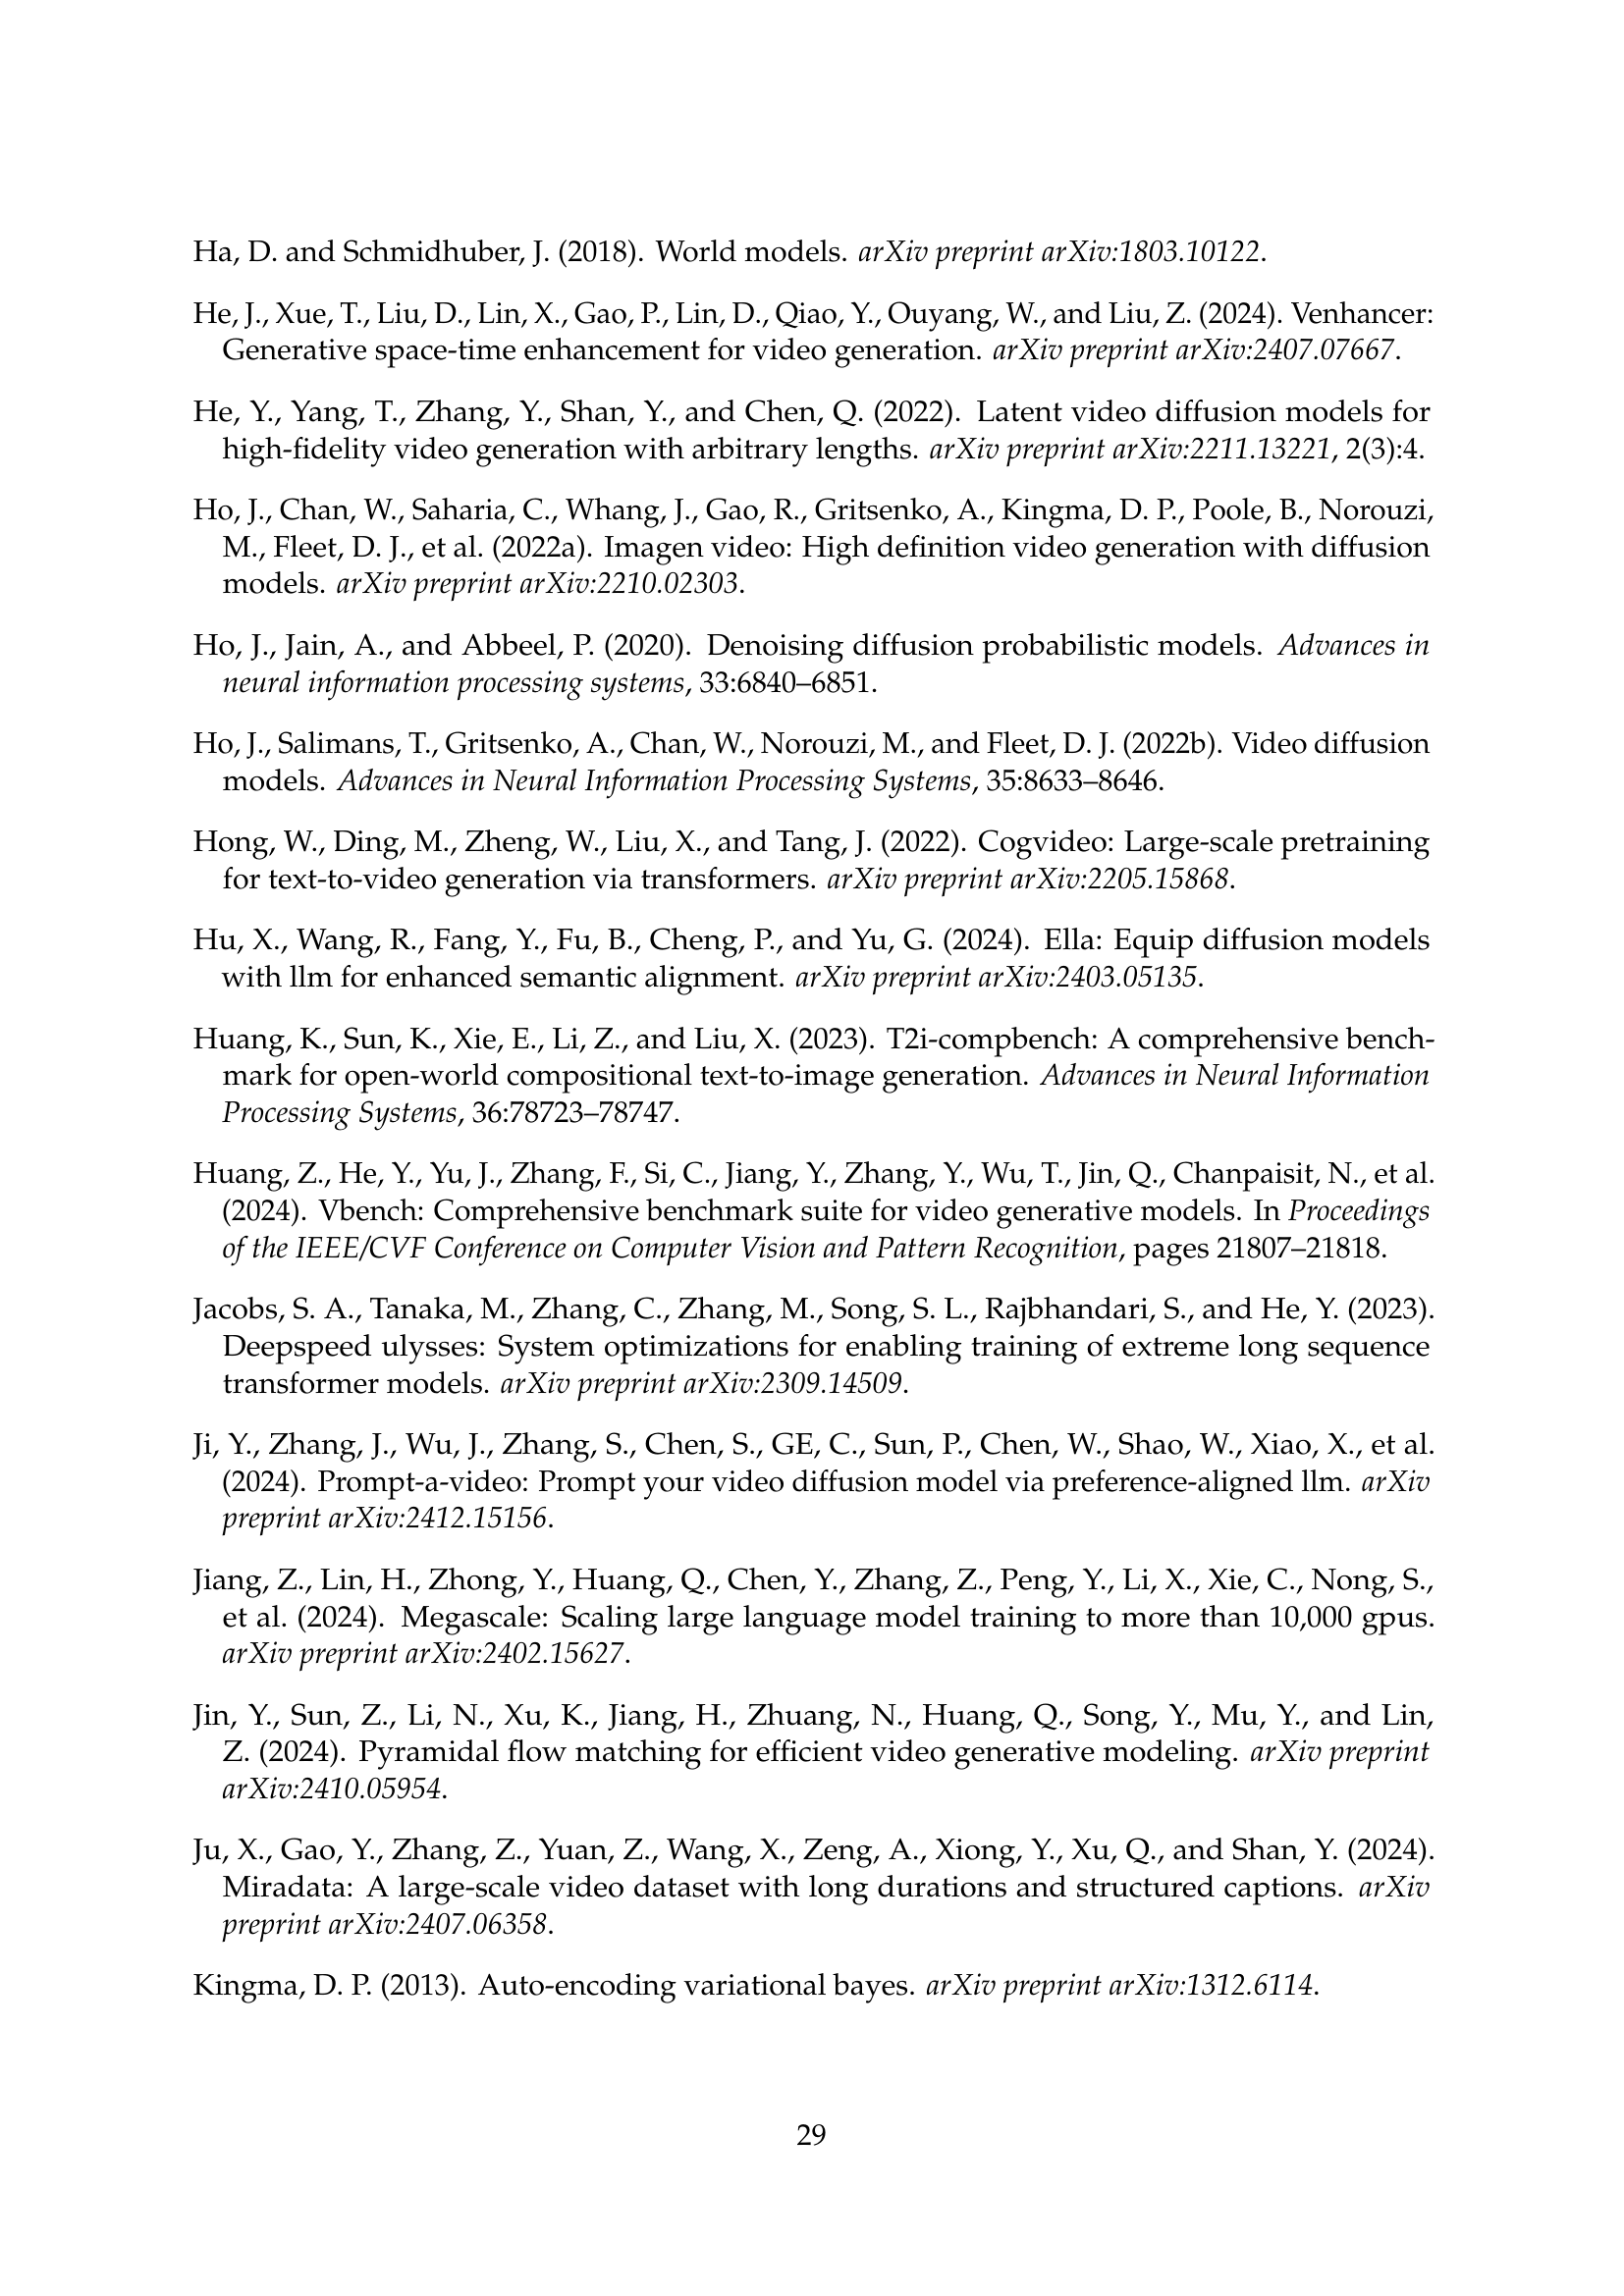 Ha, D. and Schmidhuber, J. (2018). World models. arXiv preprint arXiv:1803.10122.
He, J., Xue, T., Liu, D., Lin, X., Gao, P., Lin, D., Qiao, Y., Ouyang, W., and Liu, Z. (2024). Venhancer:
Generative space-time enhancement for video generation. arXiv preprint arXiv:2407.07667.
He, Y., Yang, T., Zhang, Y., Shan, Y., and Chen, Q. (2022). Latent video diffusion models for
high-fidelity video generation with arbitrary lengths. arXiv preprint arXiv:2211.13221, 2(3):4.
Ho, J., Chan, W., Saharia, C., Whang, J., Gao, R., Gritsenko, A., Kingma, D. P., Poole, B., Norouzi,
M., Fleet, D. J., et al. (2022a). Imagen video: High definition video generation with diffusion
models. arXiv preprint arXiv:2210.02303.
Ho, J., Jain, A., and Abbeel, P. (2020). Denoising diffusion probabilistic models. Advances in
neural information processing systems, 33:6840–6851.
Ho, J., Salimans, T., Gritsenko, A., Chan, W., Norouzi, M., and Fleet, D. J. (2022b). Video diffusion
models. Advances in Neural Information Processing Systems, 35:8633–8646.
Hong, W., Ding, M., Zheng, W., Liu, X., and Tang, J. (2022). Cogvideo: Large-scale pretraining
for text-to-video generation via transformers. arXiv preprint arXiv:2205.15868.
Hu, X., Wang, R., Fang, Y., Fu, B., Cheng, P., and Yu, G. (2024). Ella: Equip diffusion models
with llm for enhanced semantic alignment. arXiv preprint arXiv:2403.05135.
Huang, K., Sun, K., Xie, E., Li, Z., and Liu, X. (2023). T2i-compbench: A comprehensive bench-
mark for open-world compositional text-to-image generation. Advances in Neural Information
Processing Systems, 36:78723–78747.
Huang, Z., He, Y., Yu, J., Zhang, F., Si, C., Jiang, Y., Zhang, Y., Wu, T., Jin, Q., Chanpaisit, N., et al.
(2024). Vbench: Comprehensive benchmark suite for video generative models. In Proceedings
of the IEEE/CVF Conference on Computer Vision and Pattern Recognition, pages 21807–21818.
Jacobs, S. A., Tanaka, M., Zhang, C., Zhang, M., Song, S. L., Rajbhandari, S., and He, Y. (2023).
Deepspeed ulysses: System optimizations for enabling training of extreme long sequence
transformer models. arXiv preprint arXiv:2309.14509.
Ji, Y., Zhang, J., Wu, J., Zhang, S., Chen, S., GE, C., Sun, P., Chen, W., Shao, W., Xiao, X., et al.
(2024). Prompt-a-video: Prompt your video diffusion model via preference-aligned llm. arXiv
preprint arXiv:2412.15156.
Jiang, Z., Lin, H., Zhong, Y., Huang, Q., Chen, Y., Zhang, Z., Peng, Y., Li, X., Xie, C., Nong, S.,
et al. (2024). Megascale: Scaling large language model training to more than 10,000 gpus.
arXiv preprint arXiv:2402.15627.
Jin, Y., Sun, Z., Li, N., Xu, K., Jiang, H., Zhuang, N., Huang, Q., Song, Y., Mu, Y., and Lin,
Z. (2024). Pyramidal flow matching for efficient video generative modeling. arXiv preprint
arXiv:2410.05954.
Ju, X., Gao, Y., Zhang, Z., Yuan, Z., Wang, X., Zeng, A., Xiong, Y., Xu, Q., and Shan, Y. (2024).
Miradata: A large-scale video dataset with long durations and structured captions. arXiv
preprint arXiv:2407.06358.
Kingma, D. P. (2013). Auto-encoding variational bayes. arXiv preprint arXiv:1312.6114.
29